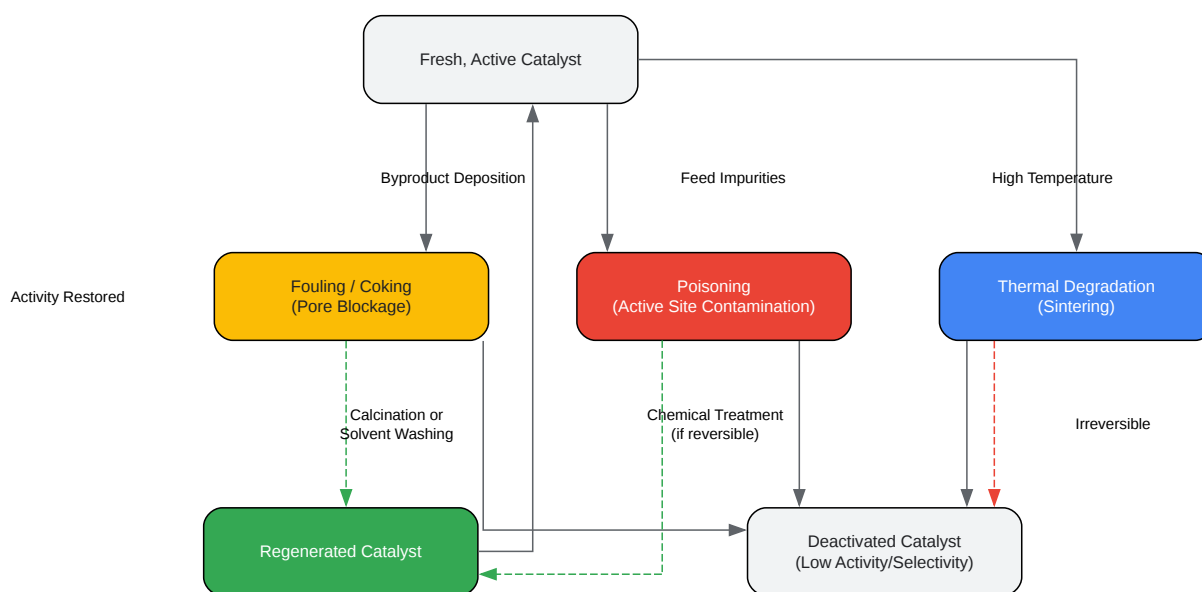 Fresh, Active Catalyst
Byproduct Deposition
Feed Impurities
High Temperature
Activity Restored
Fouling / Coking
(Pore Blockage)
Poisoning
(Active Site Contamination)
Thermal Degradation
(Sintering)
Calcination or
Solvent Washing
Chemical Treatment
(if reversible)
Irreversible
Regenerated Catalyst
Deactivated Catalyst
(Low Activity/Selectivity)